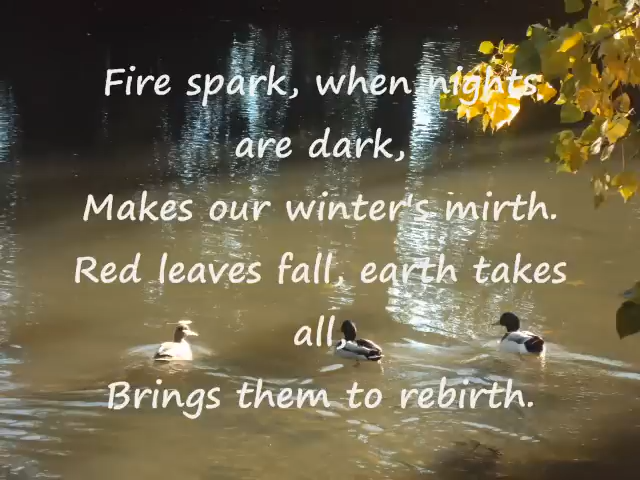 Fire spark, when nights
are dark,
Makes our winter's mirth.
Red leaves fall, earth takes
all
Brings them to rebirth.